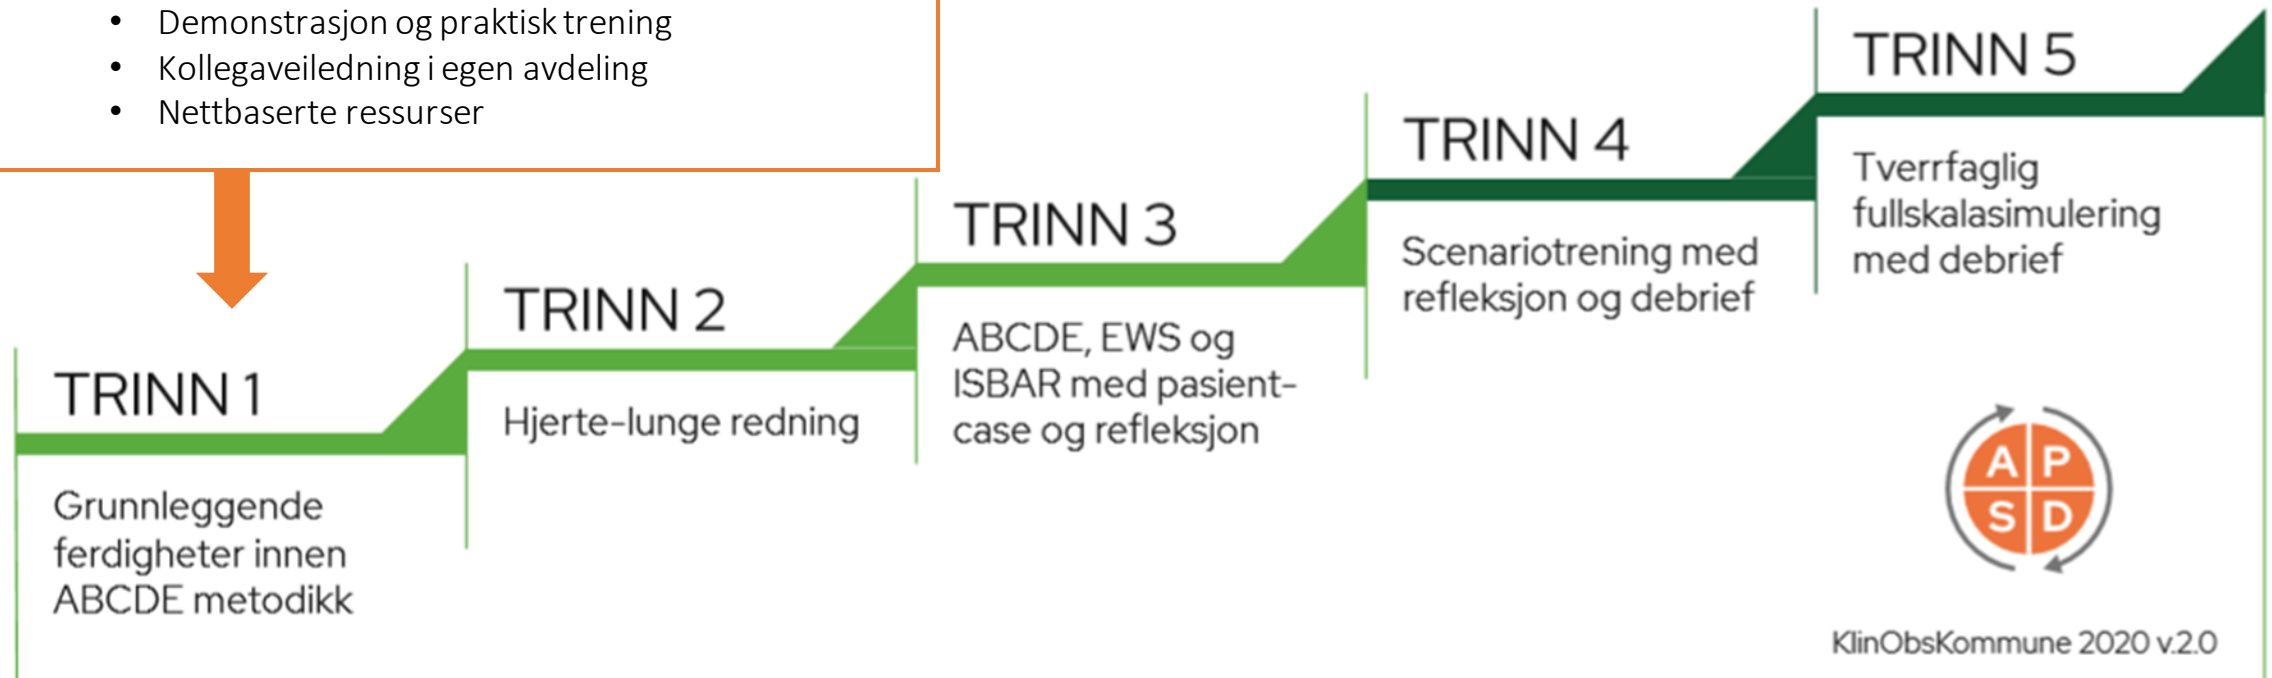 • Demonstrasjon og praktisk trening
• Kollegaveiledning i egen avdeling
• Nettbaserte ressurser
TRINN 1
Grunnleggende
ferdigheter innen
ABCDE metodikk
TRINN 2
Hjerte-lunge redning
TRINN 3
ABCDE, EWS og
ISBAR med pasient-
case og refleksjon
TRINN 4
Scenariotrening med
refleksjon og debrief
TRINN 5
Tverrfaglig
fullskalasimulering
med debrief
A P
S D
KlinObsKommune 2020 v.2.0